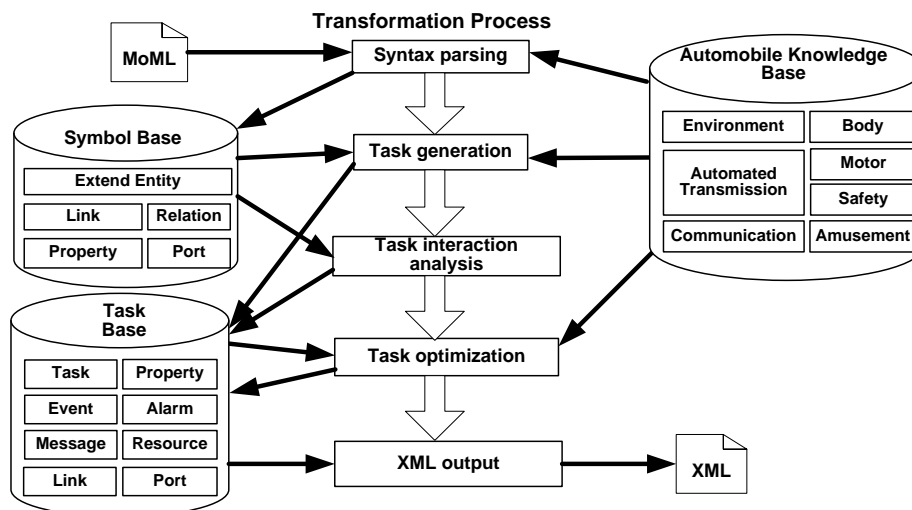 Transformation Process
MoML
Syntax parsing
Automobile Knowledge
Base
Symbol Base
Environment
Body
Task generation
Extend Entity
Automated
Transmission
Motor
Safety
Link
Relation
Property
Port
Communication
Amusement
Task interaction
analysis
Task
Base
Task optimization
Task
Property
Event
Alarm
Message
Resource
Link
Port
XML output
XML